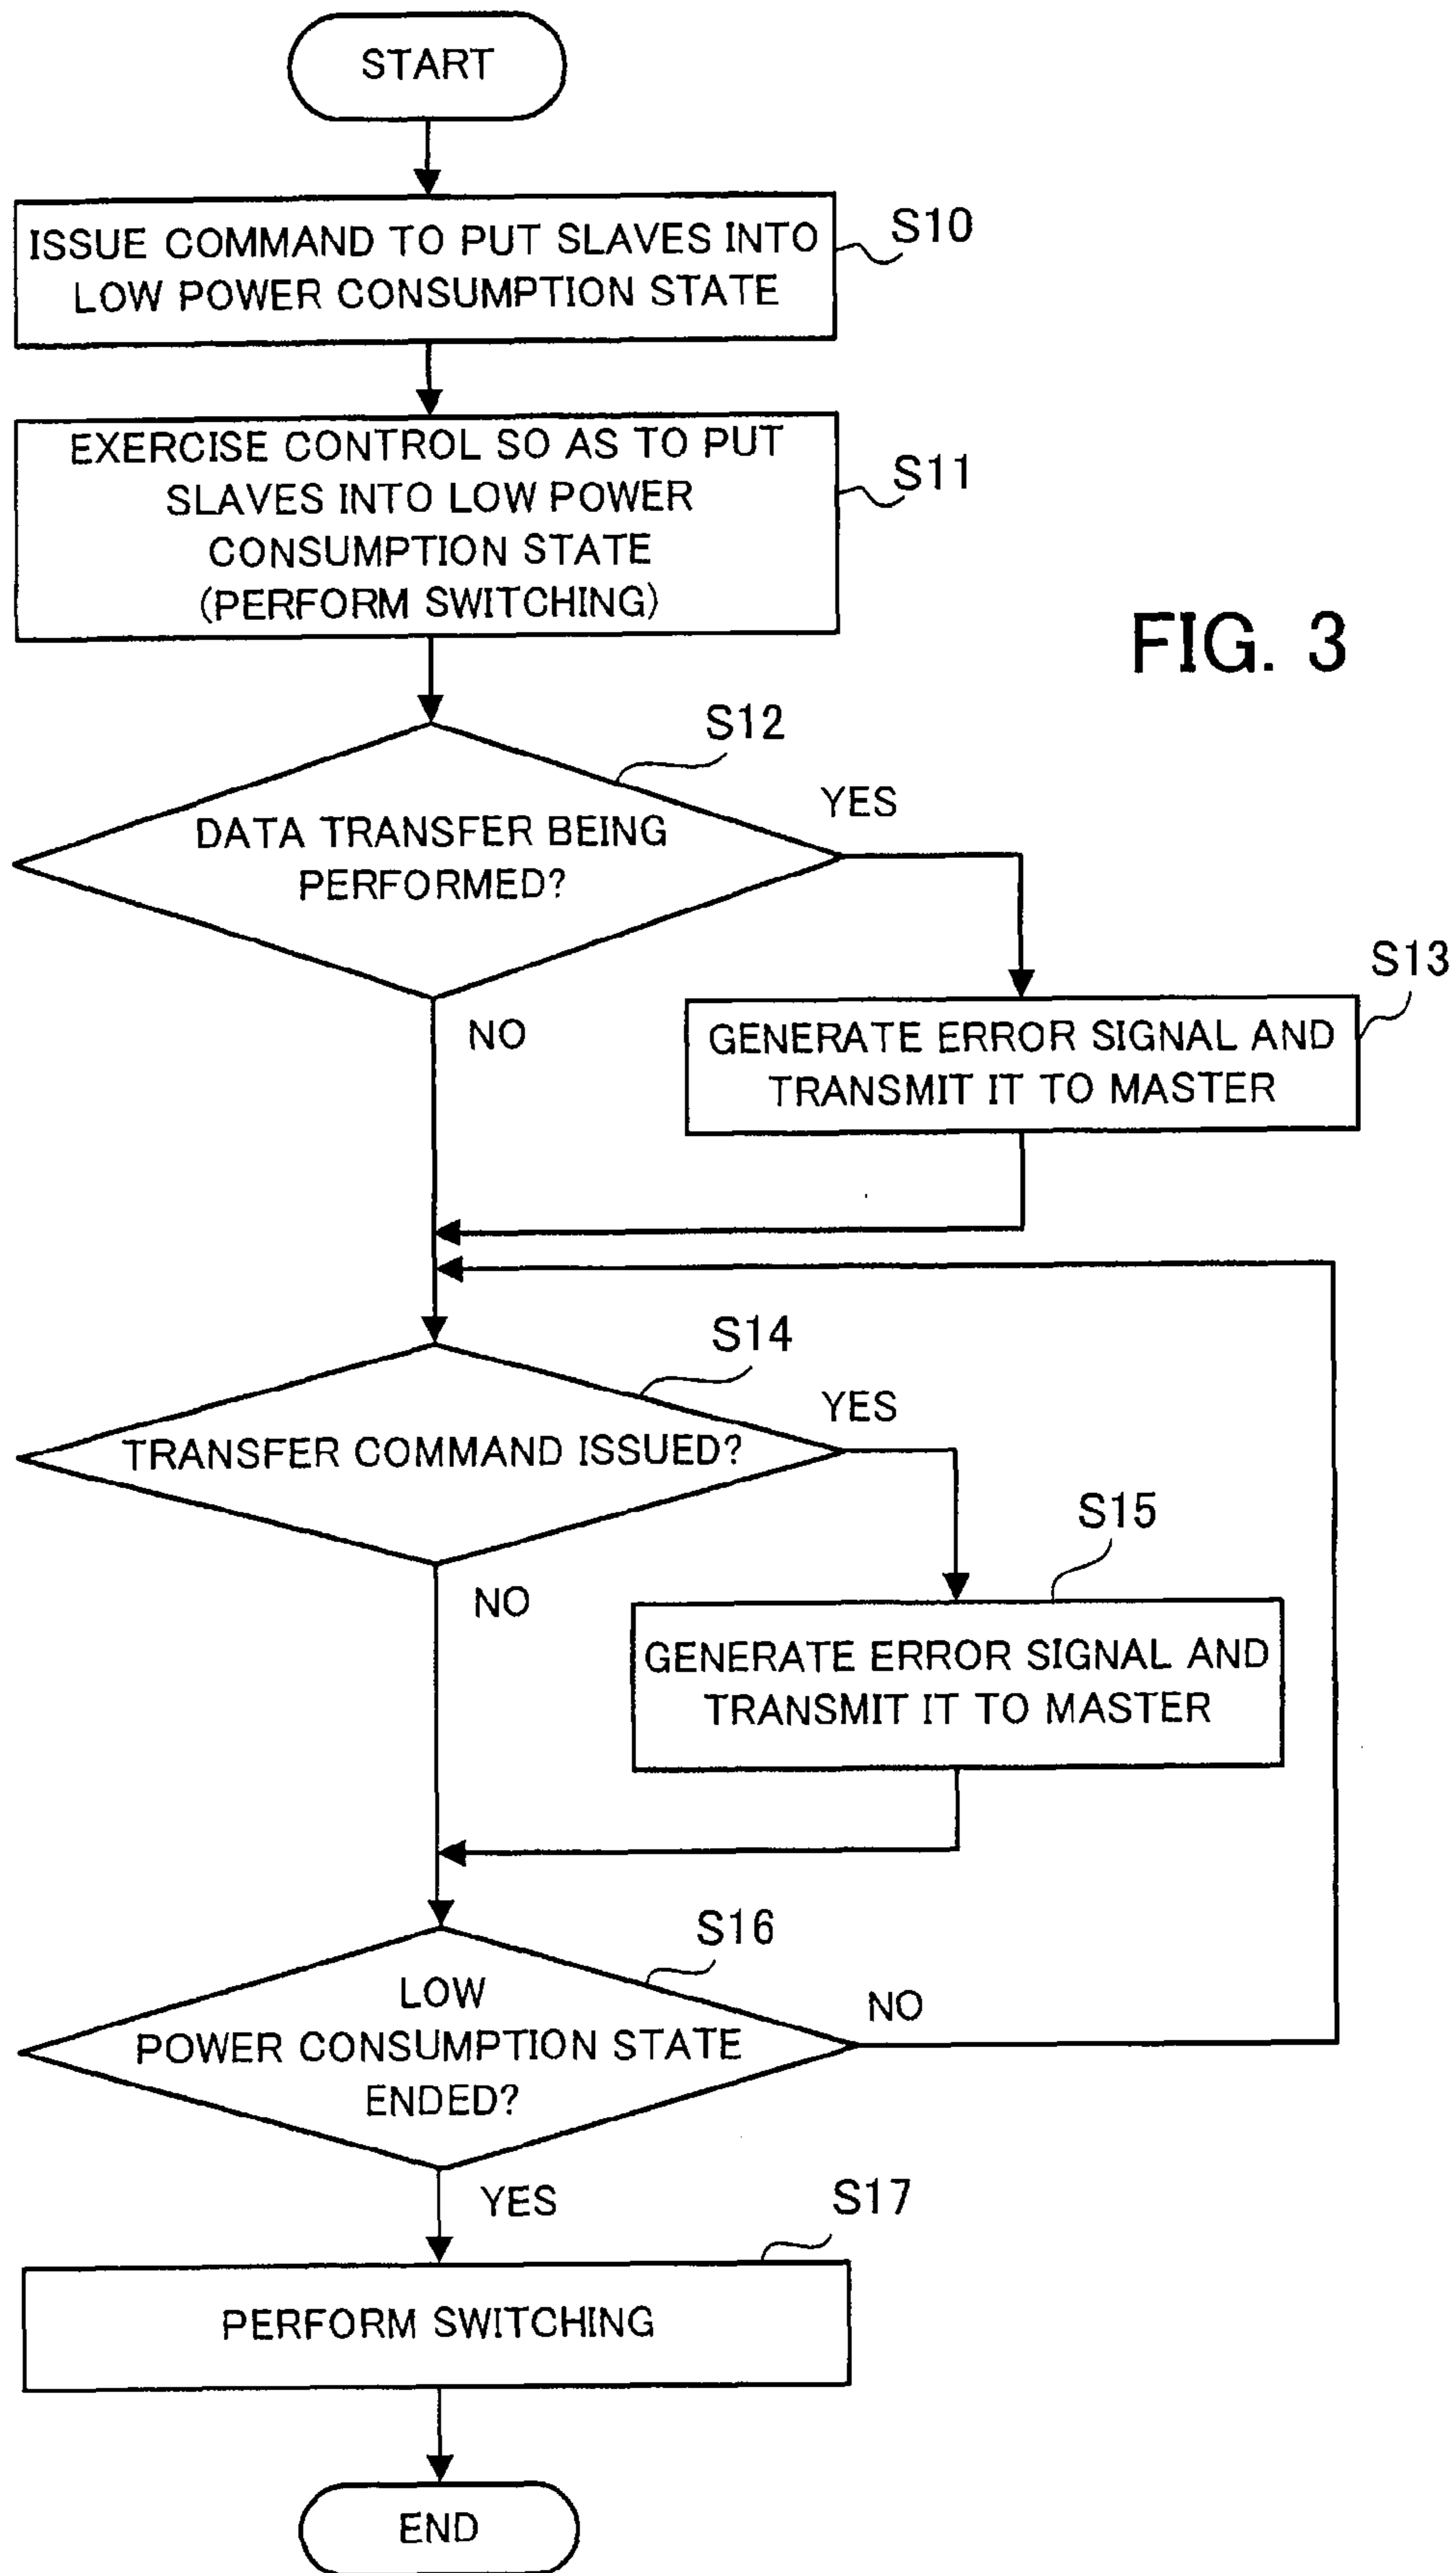 START
ISSUE COMMAND TO PUT SLAVES INTO
LOW POWER CONSUMPTION STATE
S10
EXERCISE CONTROL SO AS TO PUT
SLAVES INTO LOW POWER
CONSUMPTION STATE
(PERFORM SWITCHING)
S11
FIG. 3
S12
DATA TRANSFER BEING
PERFORMED?
YES
NO
S13
GENERATE ERROR SIGNAL AND
TRANSMIT IT TO MASTER
S14
TRANSFER COMMAND ISSUED?
YES
NO
S15
GENERATE ERROR SIGNAL AND
TRANSMIT IT TO MASTER
S16
LOW
POWER CONSUMPTION STATE
ENDED?
NO
YES
S17
PERFORM SWITCHING
END